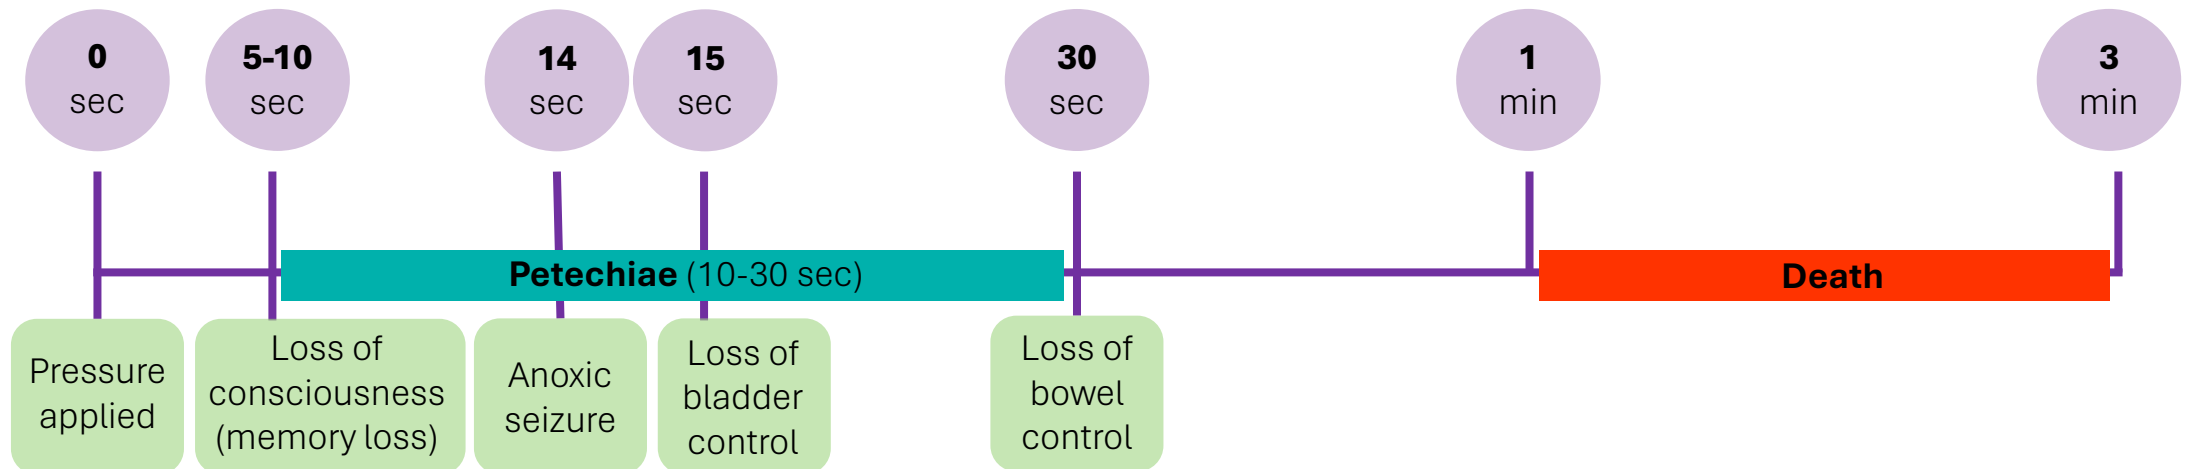 0
sec
5-10
sec
14
sec
15
sec
30
sec
1
min
3
min
Petechiae (10-30 sec)
Death
Pressure
applied
Loss of
consciousness
(memory loss)
Anoxic
seizure
Loss of
bladder
control
Loss of
bowel
control